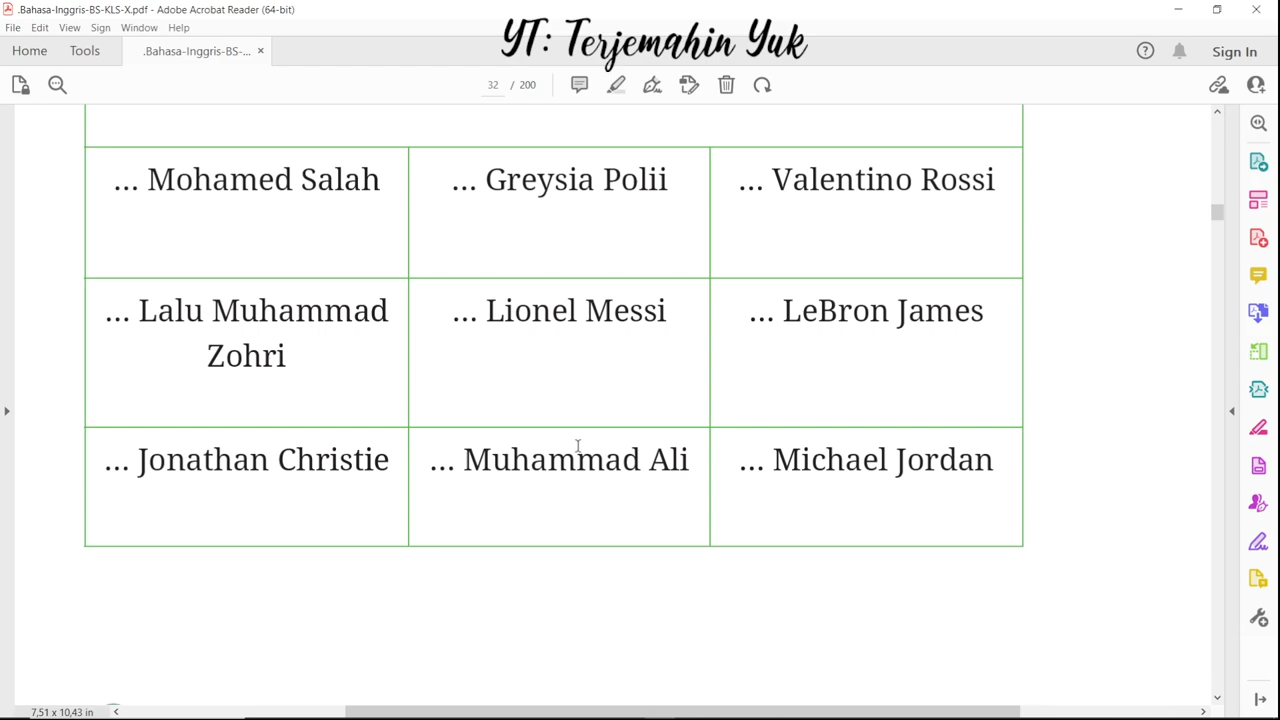 .Bahasa-Inggris-BS-KLS-X.pdf - Adobe Acrobat Reader (64-bit)
File Edit View Sign Window Help
YT: Terjemahin Yuk
Home Tools .Bahasa-Inggris-BS-... × Sign In
32 / 200
... Mohamed Salah
... Greysia Polii
... Valentino Rossi
... Lalu Muhammad
Zohri
... Lionel Messi
... LeBron James
... Jonathan Christie
... Muhammad Ali
... Michael Jordan
7,51 x 10,43 in